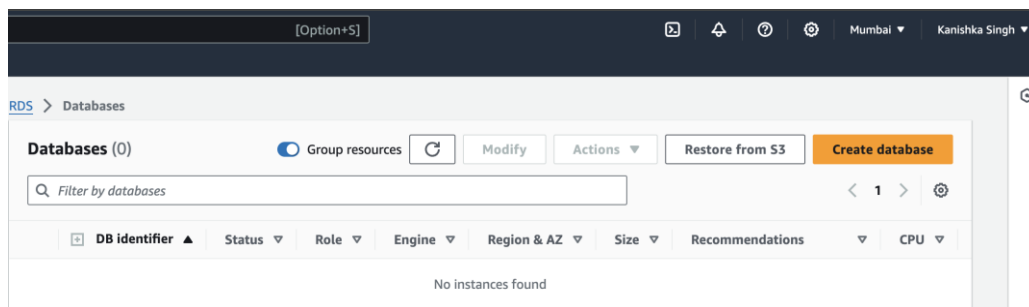 [Option+S] Mumbai ▼ Kanishka Singh ▼
RDS > Databases
Databases (0) Group resources Modify Actions ▼ Restore from S3 Create database
Filter by databases < 1 >
DB identifier ▲ Status ▽ Role ▽ Engine ▽ Region & AZ ▽ Size ▽ Recommendations ▽ CPU ▽
No instances found